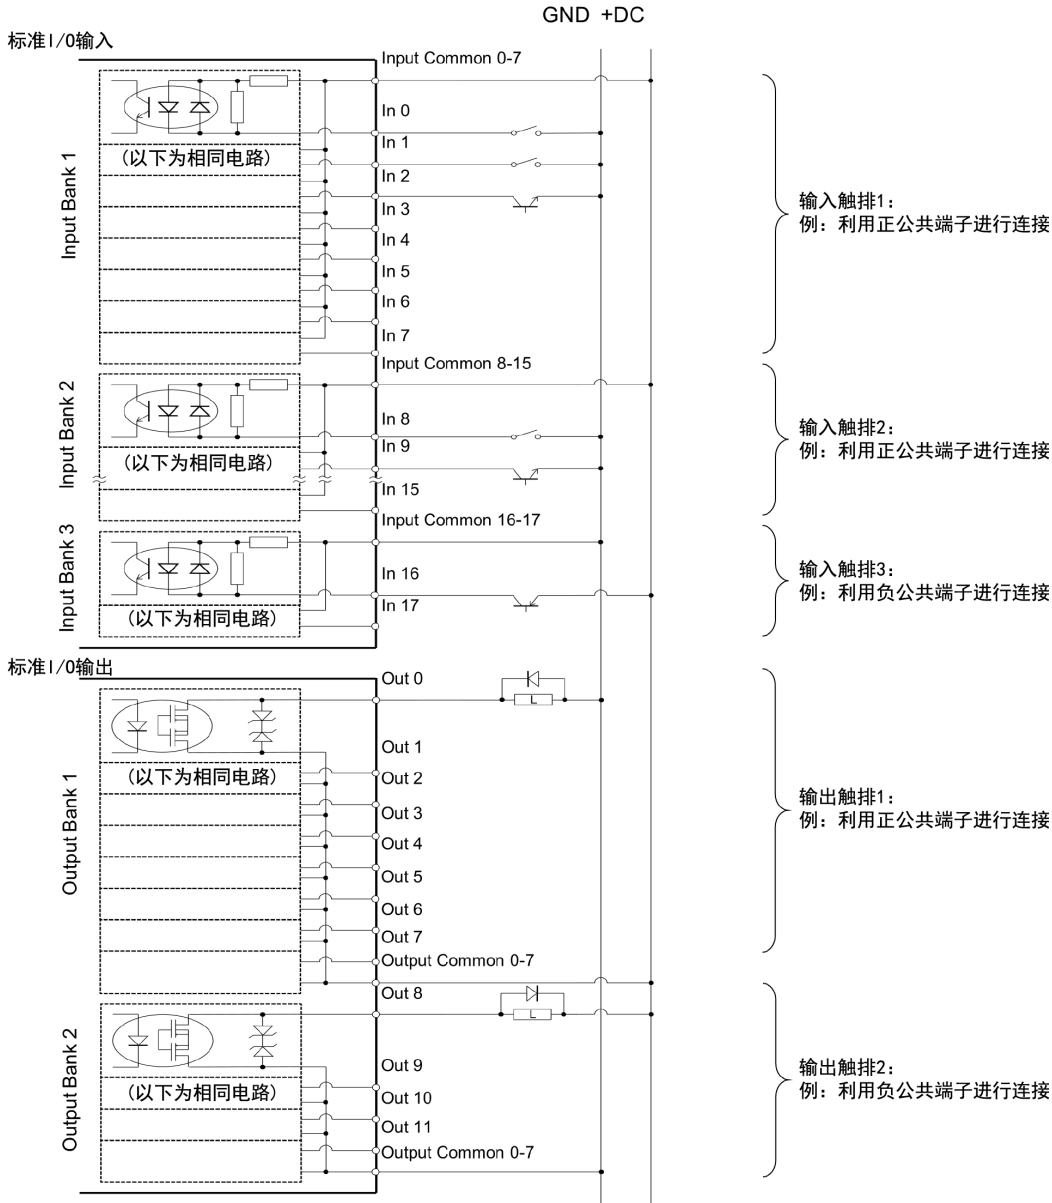 GND +DC
标准I/O输入
Input Common 0-7
In 0
In 1
(以下为相同电路)
In 2
In 3
In 4
In 5
In 6
In 7
Input Bank 1
输入触排1:
例: 利用正公共端子进行连接
Input Common 8-15
In 8
In 9
(以下为相同电路)
In 15
Input Bank 2
输入触排2:
例: 利用正公共端子进行连接
Input Common 16-17
In 16
In 17
(以下为相同电路)
Input Bank 3
输入触排3:
例: 利用负公共端子进行连接
标准I/O输出
Out 0
L
Out 1
(以下为相同电路)
Out 2
Out 3
Out 4
Out 5
Out 6
Out 7
Output Common 0-7
Output Bank 1
输出触排1:
例: 利用正公共端子进行连接
Out 8
L
Out 9
(以下为相同电路)
Out 10
Out 11
Output Common 0-7
Output Bank 2
输出触排2:
例: 利用负公共端子进行连接